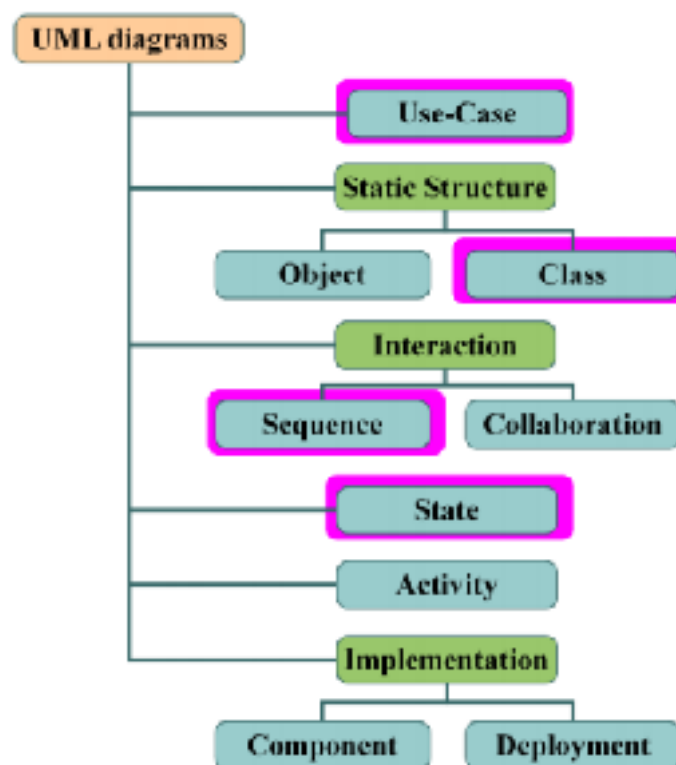 UML diagrams
Use-Case
Static Structure
Object
Class
Interaction
Sequence
Collaboration
State
Activity
Implementation
Component
Deployment